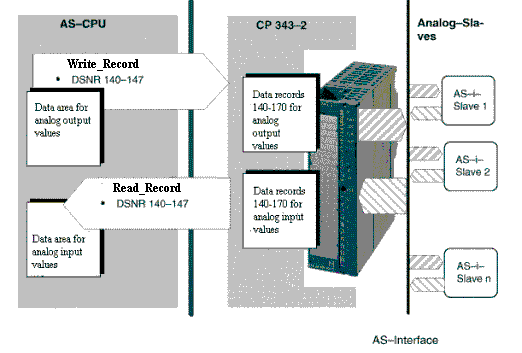 AS–CPU
CP 343–2
Analog–Sla-
ves
Write_Record
• DSNR 140–147
Data area for
analog output
values
Data records
140-170 for
analog
output
values
AS–i–
Slave 1
AS–i–
Slave 2
Read_Record
• DSNR 140–147
Data area for
analog input
values
Data records
140-170 for
analog input
values
AS–i–
Slave n
AS–Interface